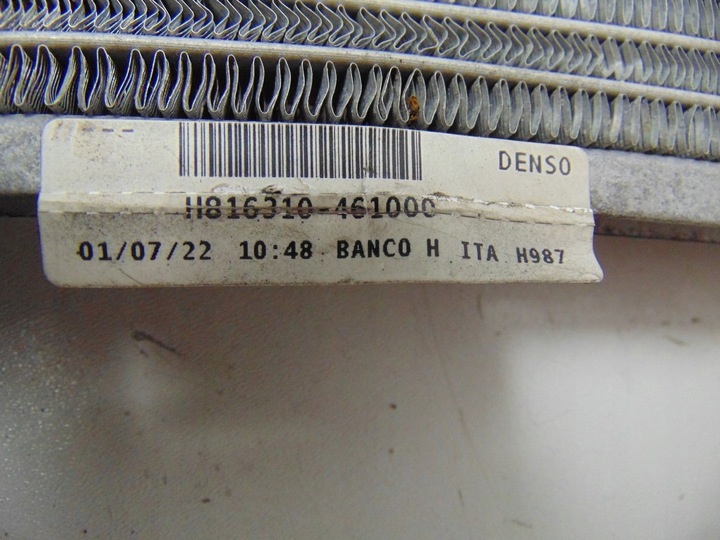 DENSO
H816310-461000
01/07/22 10:48 BANCO H ITA H987